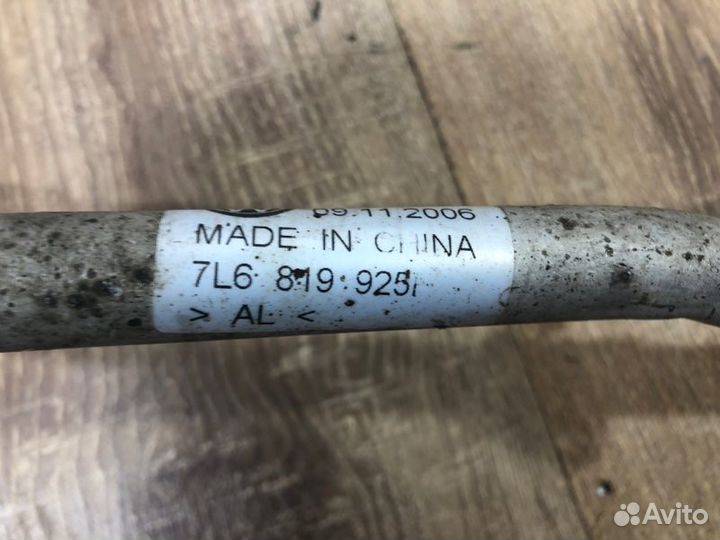 09.11.2006
MADE IN CHINA
7L6 819 925
> AL <
Avito